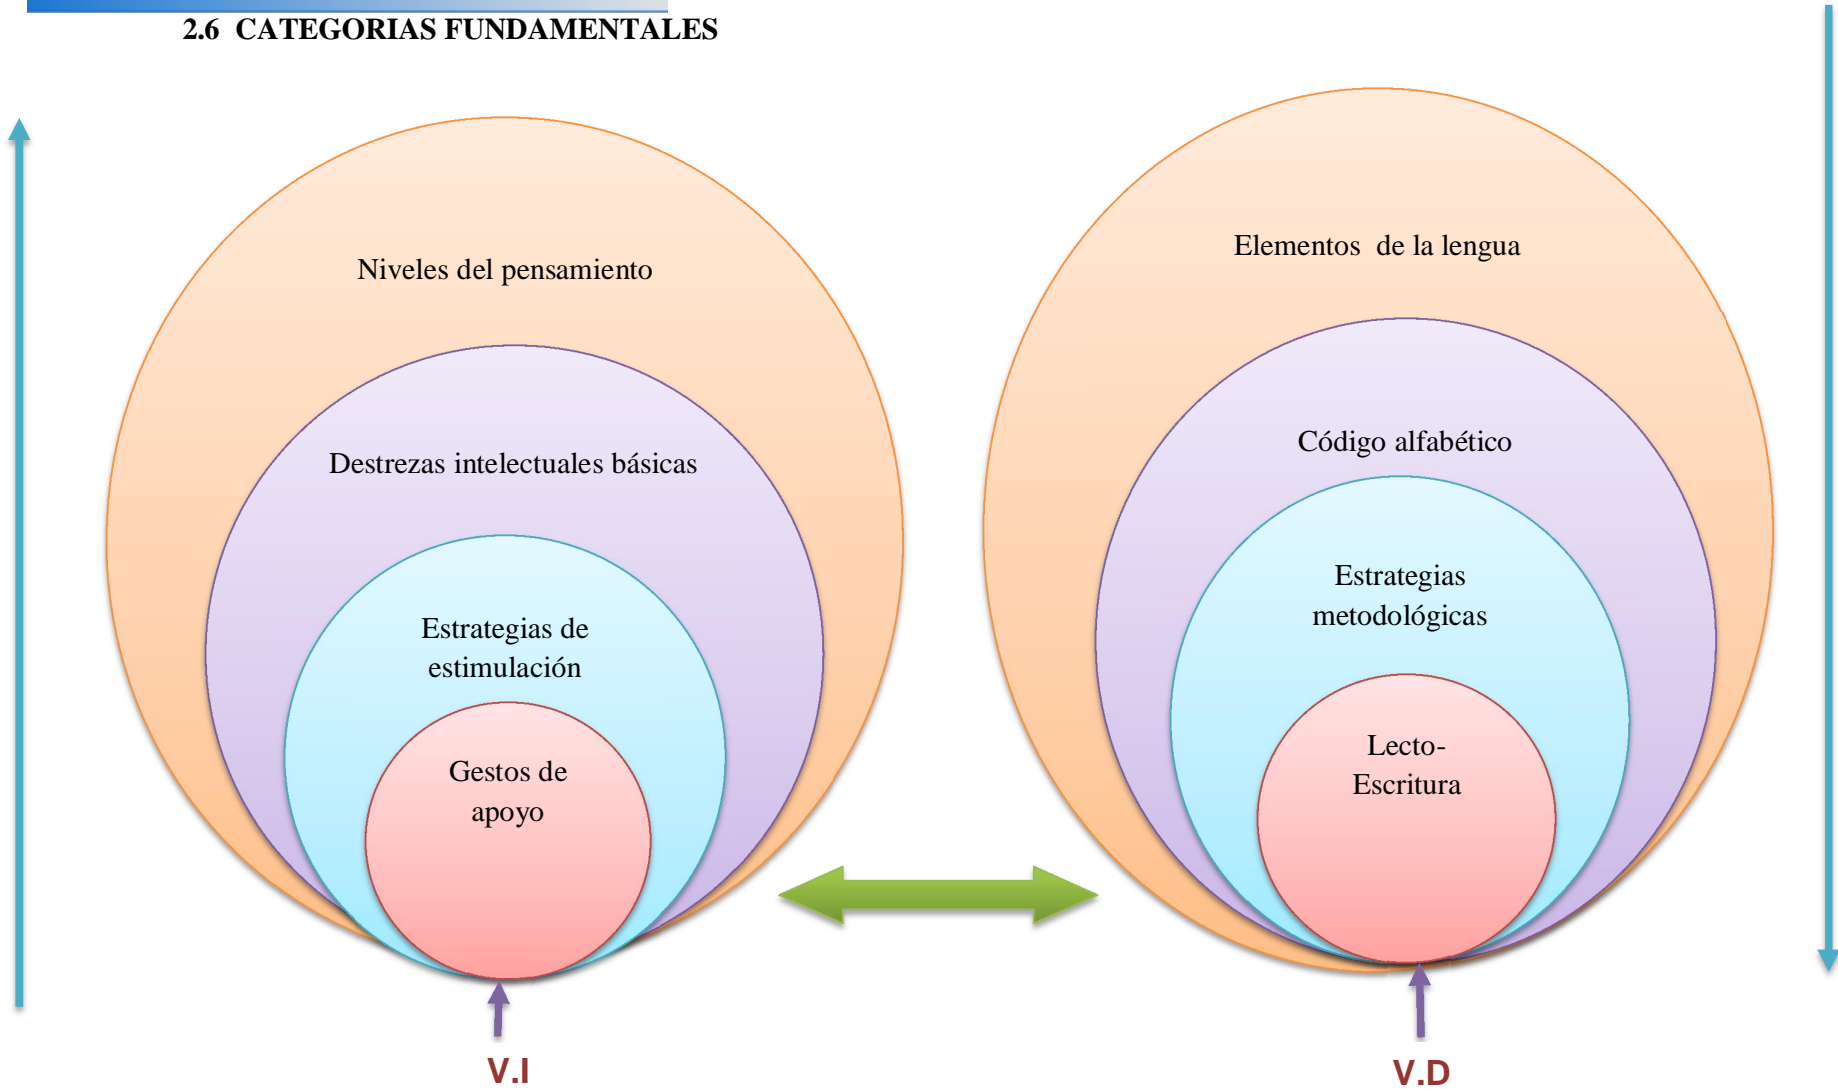 2.6 CATEGORIAS FUNDAMENTALES
Niveles del pensamiento
Destrezas intelectuales básicas
Estrategias de
estimulación
Gestos de
apoyo
V.I
Elementos de la lengua
Código alfabético
Estrategias
metodológicas
Lecto-
Escritura
V.D